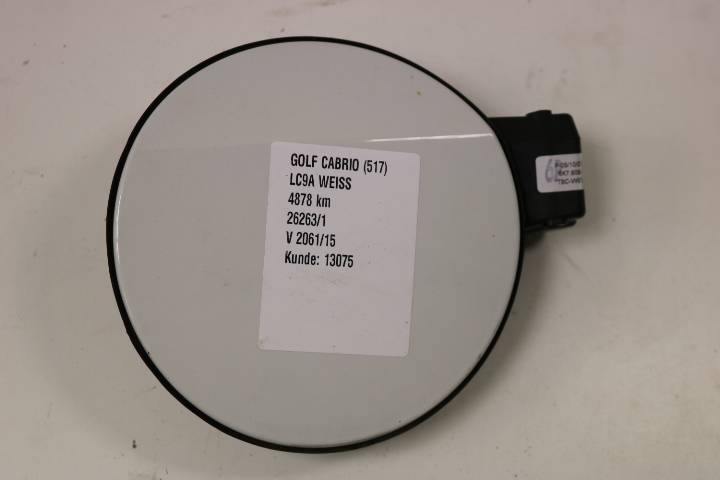 GOLF CABRIO (517)
LC9A WEISS
4878 km
26263/1
V 2061/15
Kunde: 13075